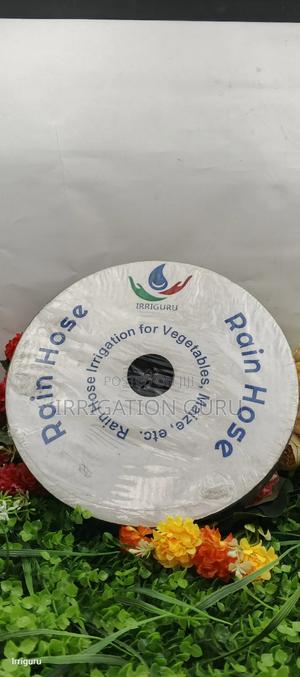 IRRIGURU
Rain Hose
Rain Hose
Rain Hose Irrigation for Vegetables, Maize, etc.
IRRIGATION GURU
Irriguru